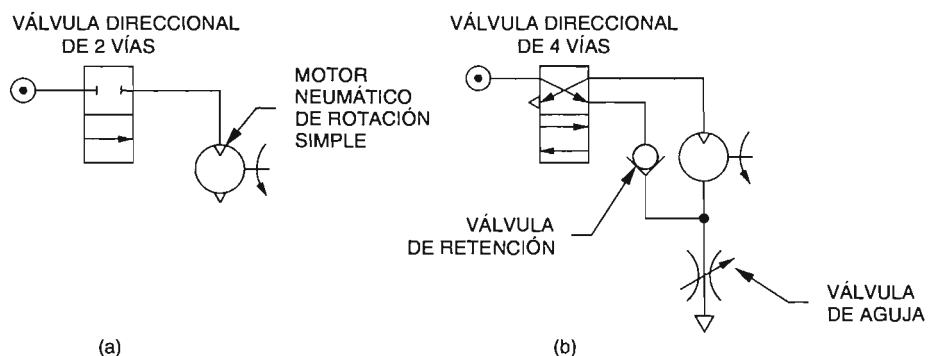 VÁLVULA DIRECCIONAL
DE 2 VÍAS
MOTOR
NEUMÁTICO
DE ROTACIÓN
SIMPLE
(a)
VÁLVULA DIRECCIONAL
DE 4 VÍAS
VÁLVULA
DE RETENCIÓN
VÁLVULA
DE AGUJA
(b)